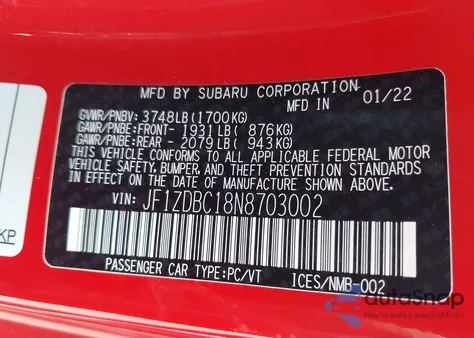 MFD BY SUBARU CORPORATION
MFD IN 01/22
GVWR/PNBV: 3748LB(1700KG)
GAWR/PNBE:FRONT- 1931LB( 876KG)
GAWR/PNBE:REAR - 2079LB( 943KG)
THIS VEHICLE CONFORMS TO ALL APPLICABLE FEDERAL MOTOR
VEHICLE SAFETY, BUMPER, AND THEFT PREVENTION STANDARDS
IN EFFECT ON THE DATE OF MANUFACTURE SHOWN ABOVE.
VIN: JF1ZDBC18N8703002
PASSENGER CAR TYPE:PC/VT ICES/NMB-002
KP
autoSnap